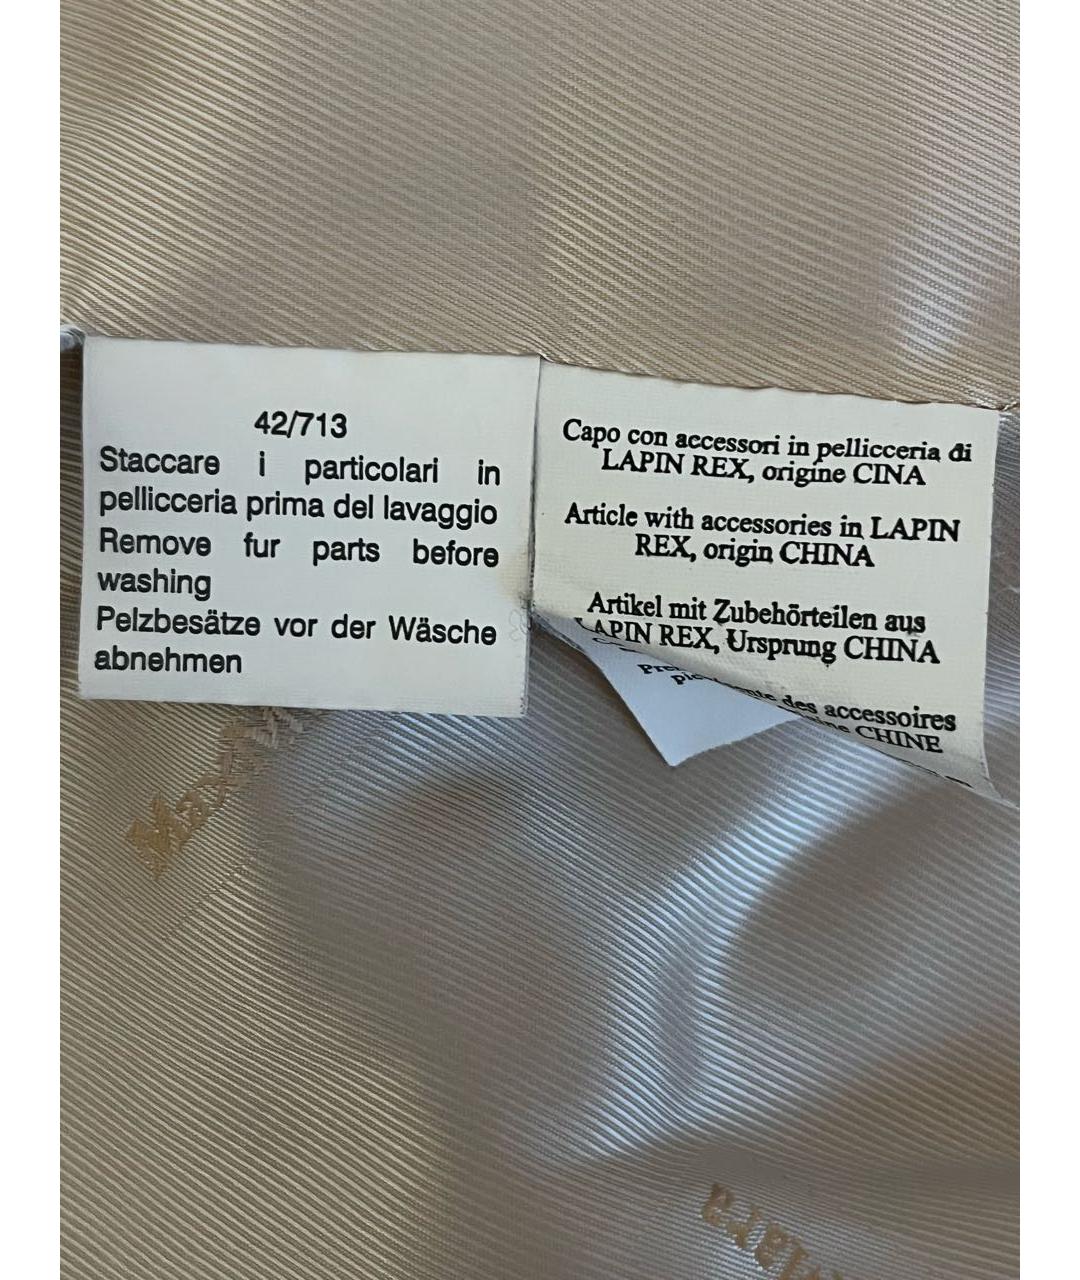 42/713
Staccare i particolari in
pellicceria prima del lavaggio
Remove fur parts before
washing
Pelzbesätze vor der Wäsche
abnehmen
Capo con accessori in pellicceria di
LAPIN REX, origine CINA
Article with accessories in LAPIN
REX, origin CHINA
Artikel mit Zubehörteilen aus
LAPIN REX, Ursprung CHINA
des accessoires
CHINE
Max